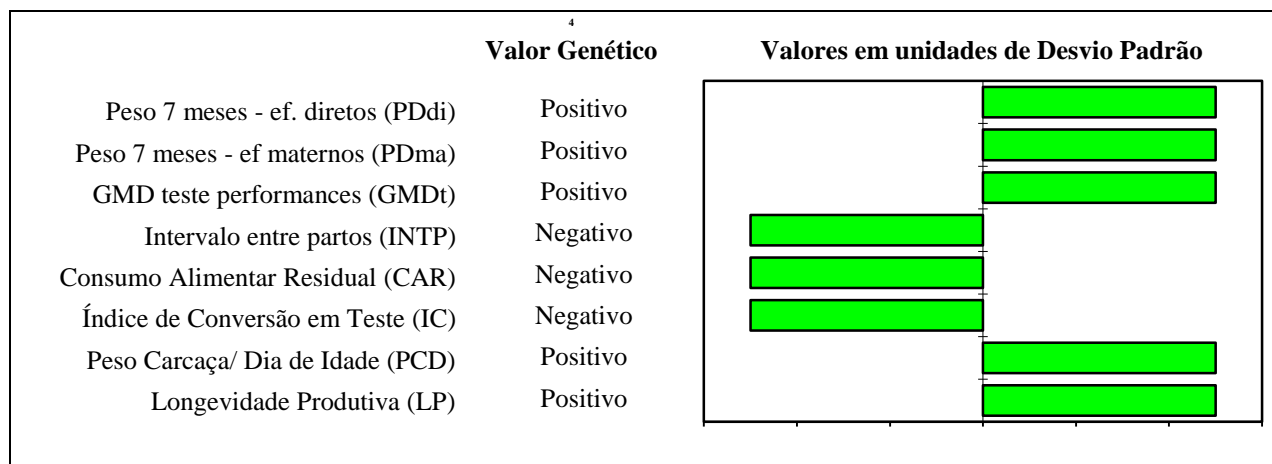 4
Valor Genético Valores em unidades de Desvio Padrão
Peso 7 meses - ef. diretos (PDdi) Positivo
Peso 7 meses - ef maternos (PDma) Positivo
GMD teste performances (GMDt) Positivo
Intervalo entre partos (INTP) Negativo
Consumo Alimentar Residual (CAR) Negativo
Índice de Conversão em Teste (IC) Negativo
Peso Carcaça/ Dia de Idade (PCD) Positivo
Longevidade Produtiva (LP) Positivo